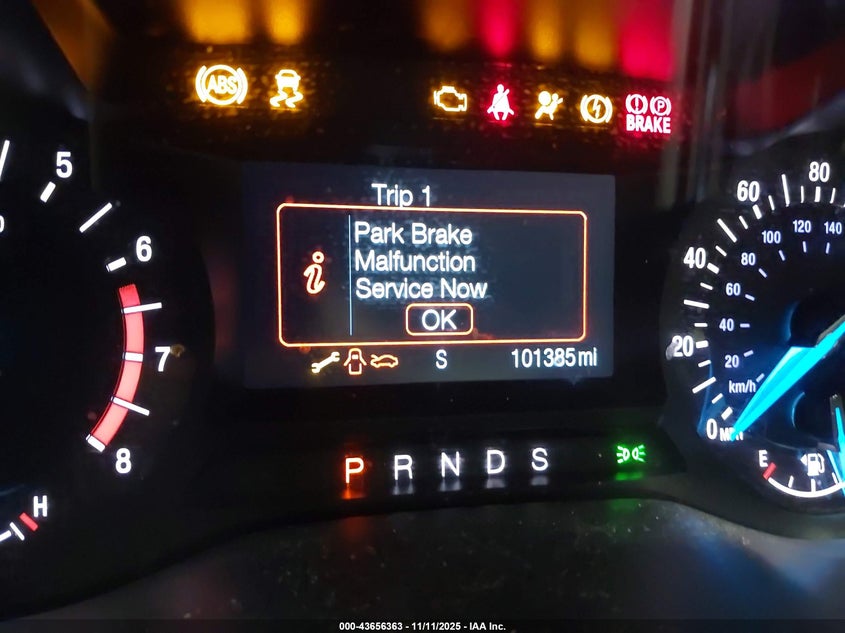 ABS
BRAKE
Trip 1
Park Brake
Malfunction
Service Now
OK
S
101385 mi
5
6
7
8
H
P R N D S
80
60
40
20
0
120
140
100
80
60
40
20
km/h
E
000-43656363 - 11/11/2025 - IAA Inc.